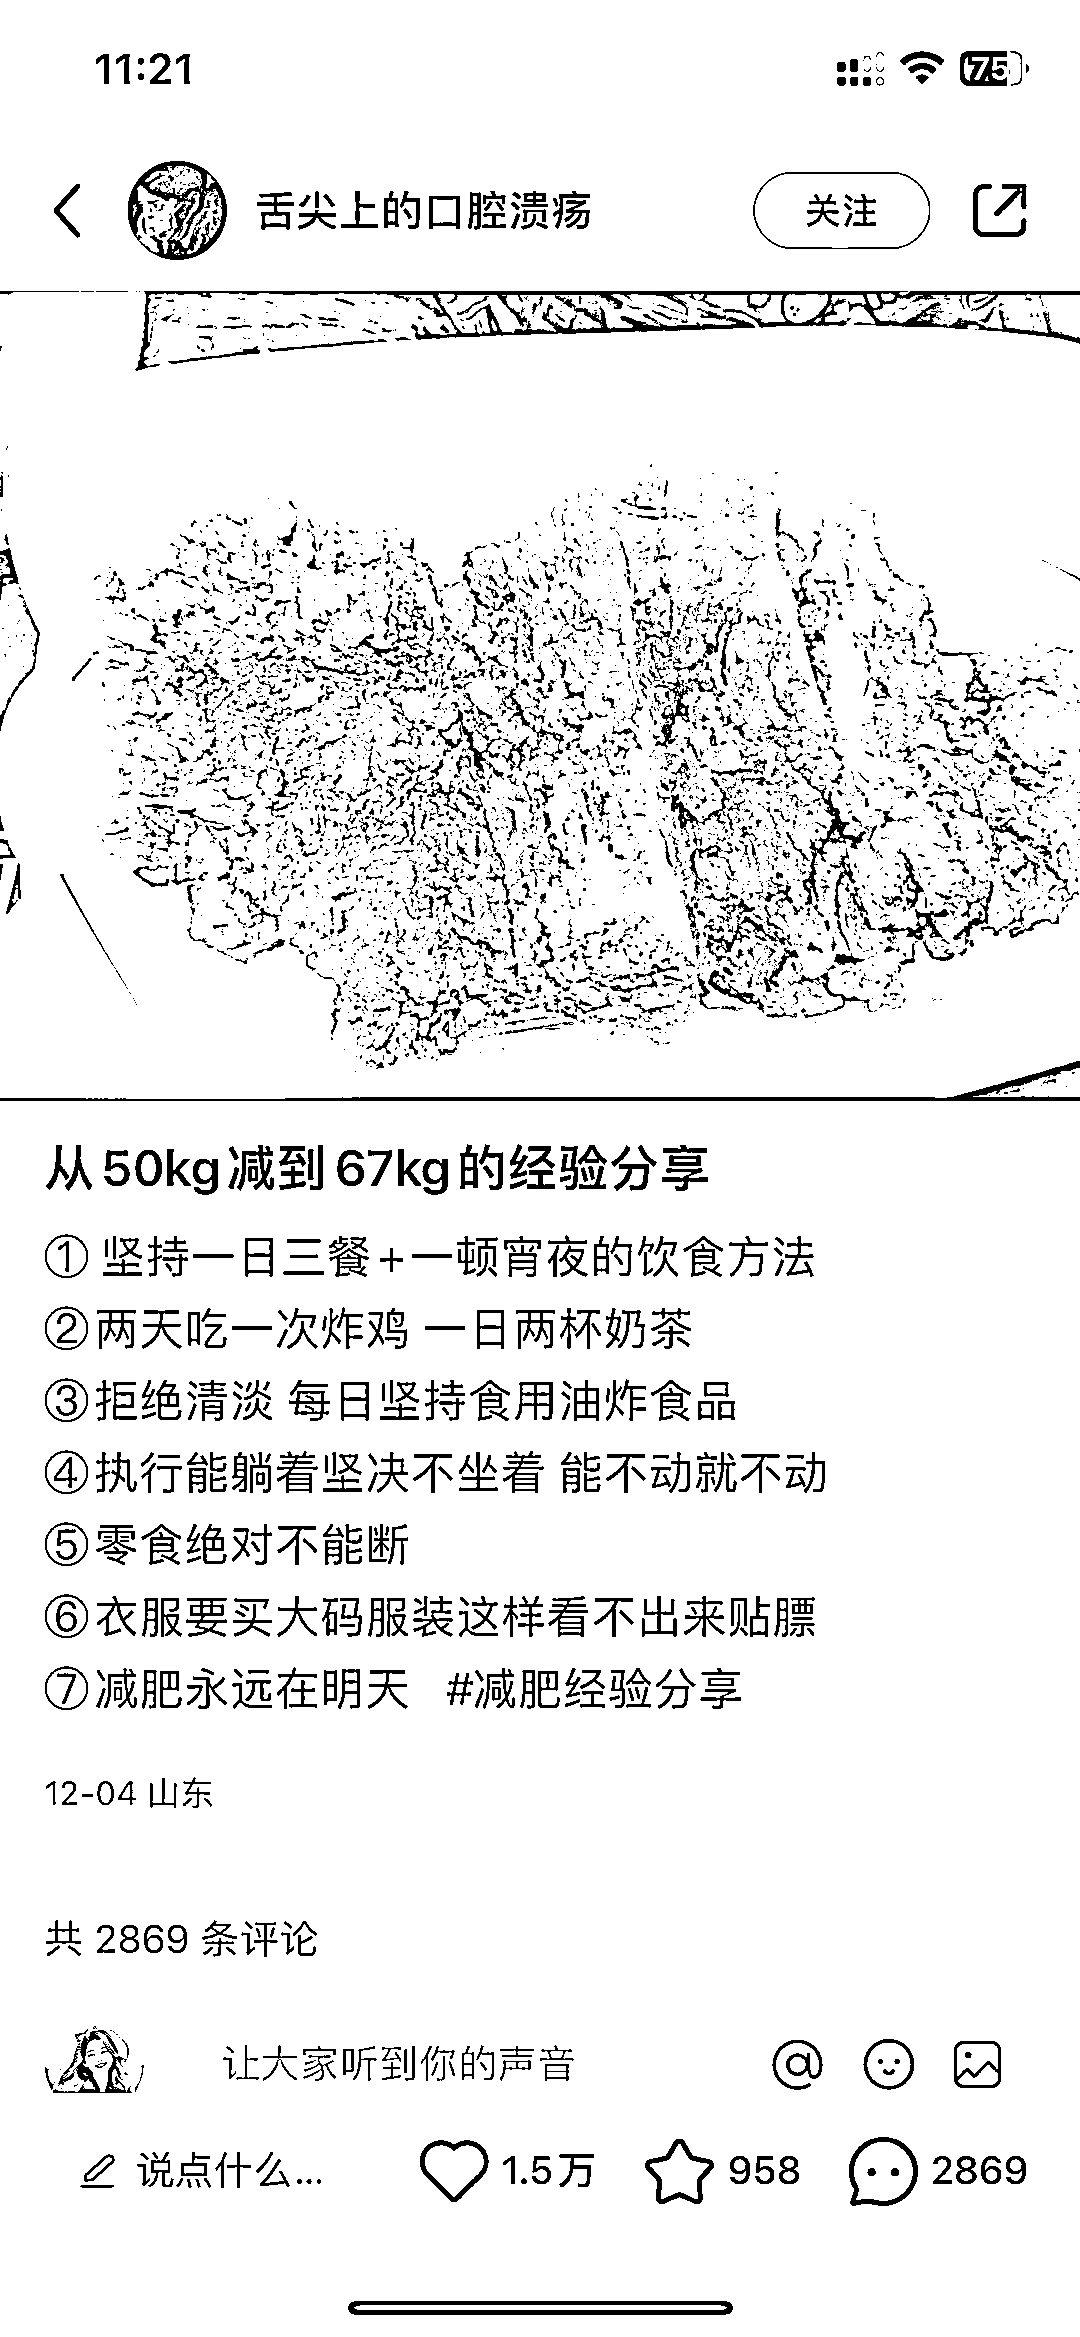 11:21
75
舌尖上的口腔溃疡 关注
从50kg减到67kg的经验分享
① 坚持一日三餐+一顿宵夜的饮食方法
②两天吃一次炸鸡 一日两杯奶茶
③拒绝清淡 每日坚持食用油炸食品
④执行能躺着坚决不坐着 能不动就不动
⑤零食绝对不能断
⑥衣服要买大码服装这样看不出来贴膘
⑦减肥永远在明天 #减肥经验分享
12-04 山东
共 2869 条评论
让大家听到你的声音
说点什么... 1.5万 958 2869